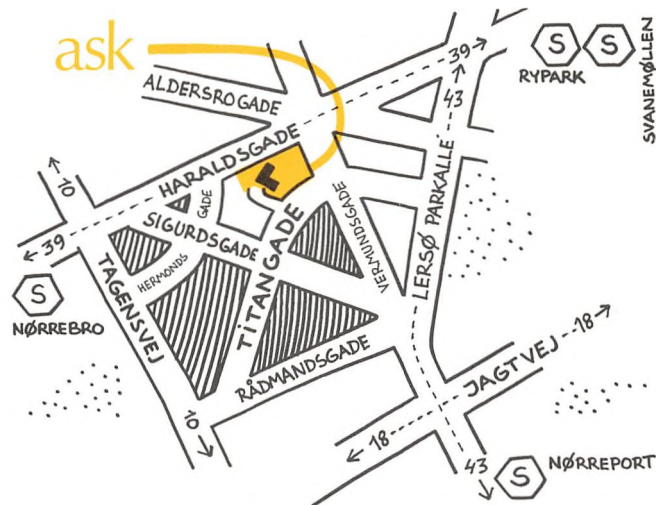 ask
39
S
S
RYPARK
SVANEMØLLEN
ALDERSROGADE
43
HARALDSGADE
10
GADE
SIGURDSGADE
TITANGADE
VERMUNDSGADE
LERSØ PARKALLE
39
TAGENSVEJ
HERMONDS
S
NØRREBRO
18
RÅDMANDSGADE
JAGTVEJ
10
18
43
S
NØRREPORT